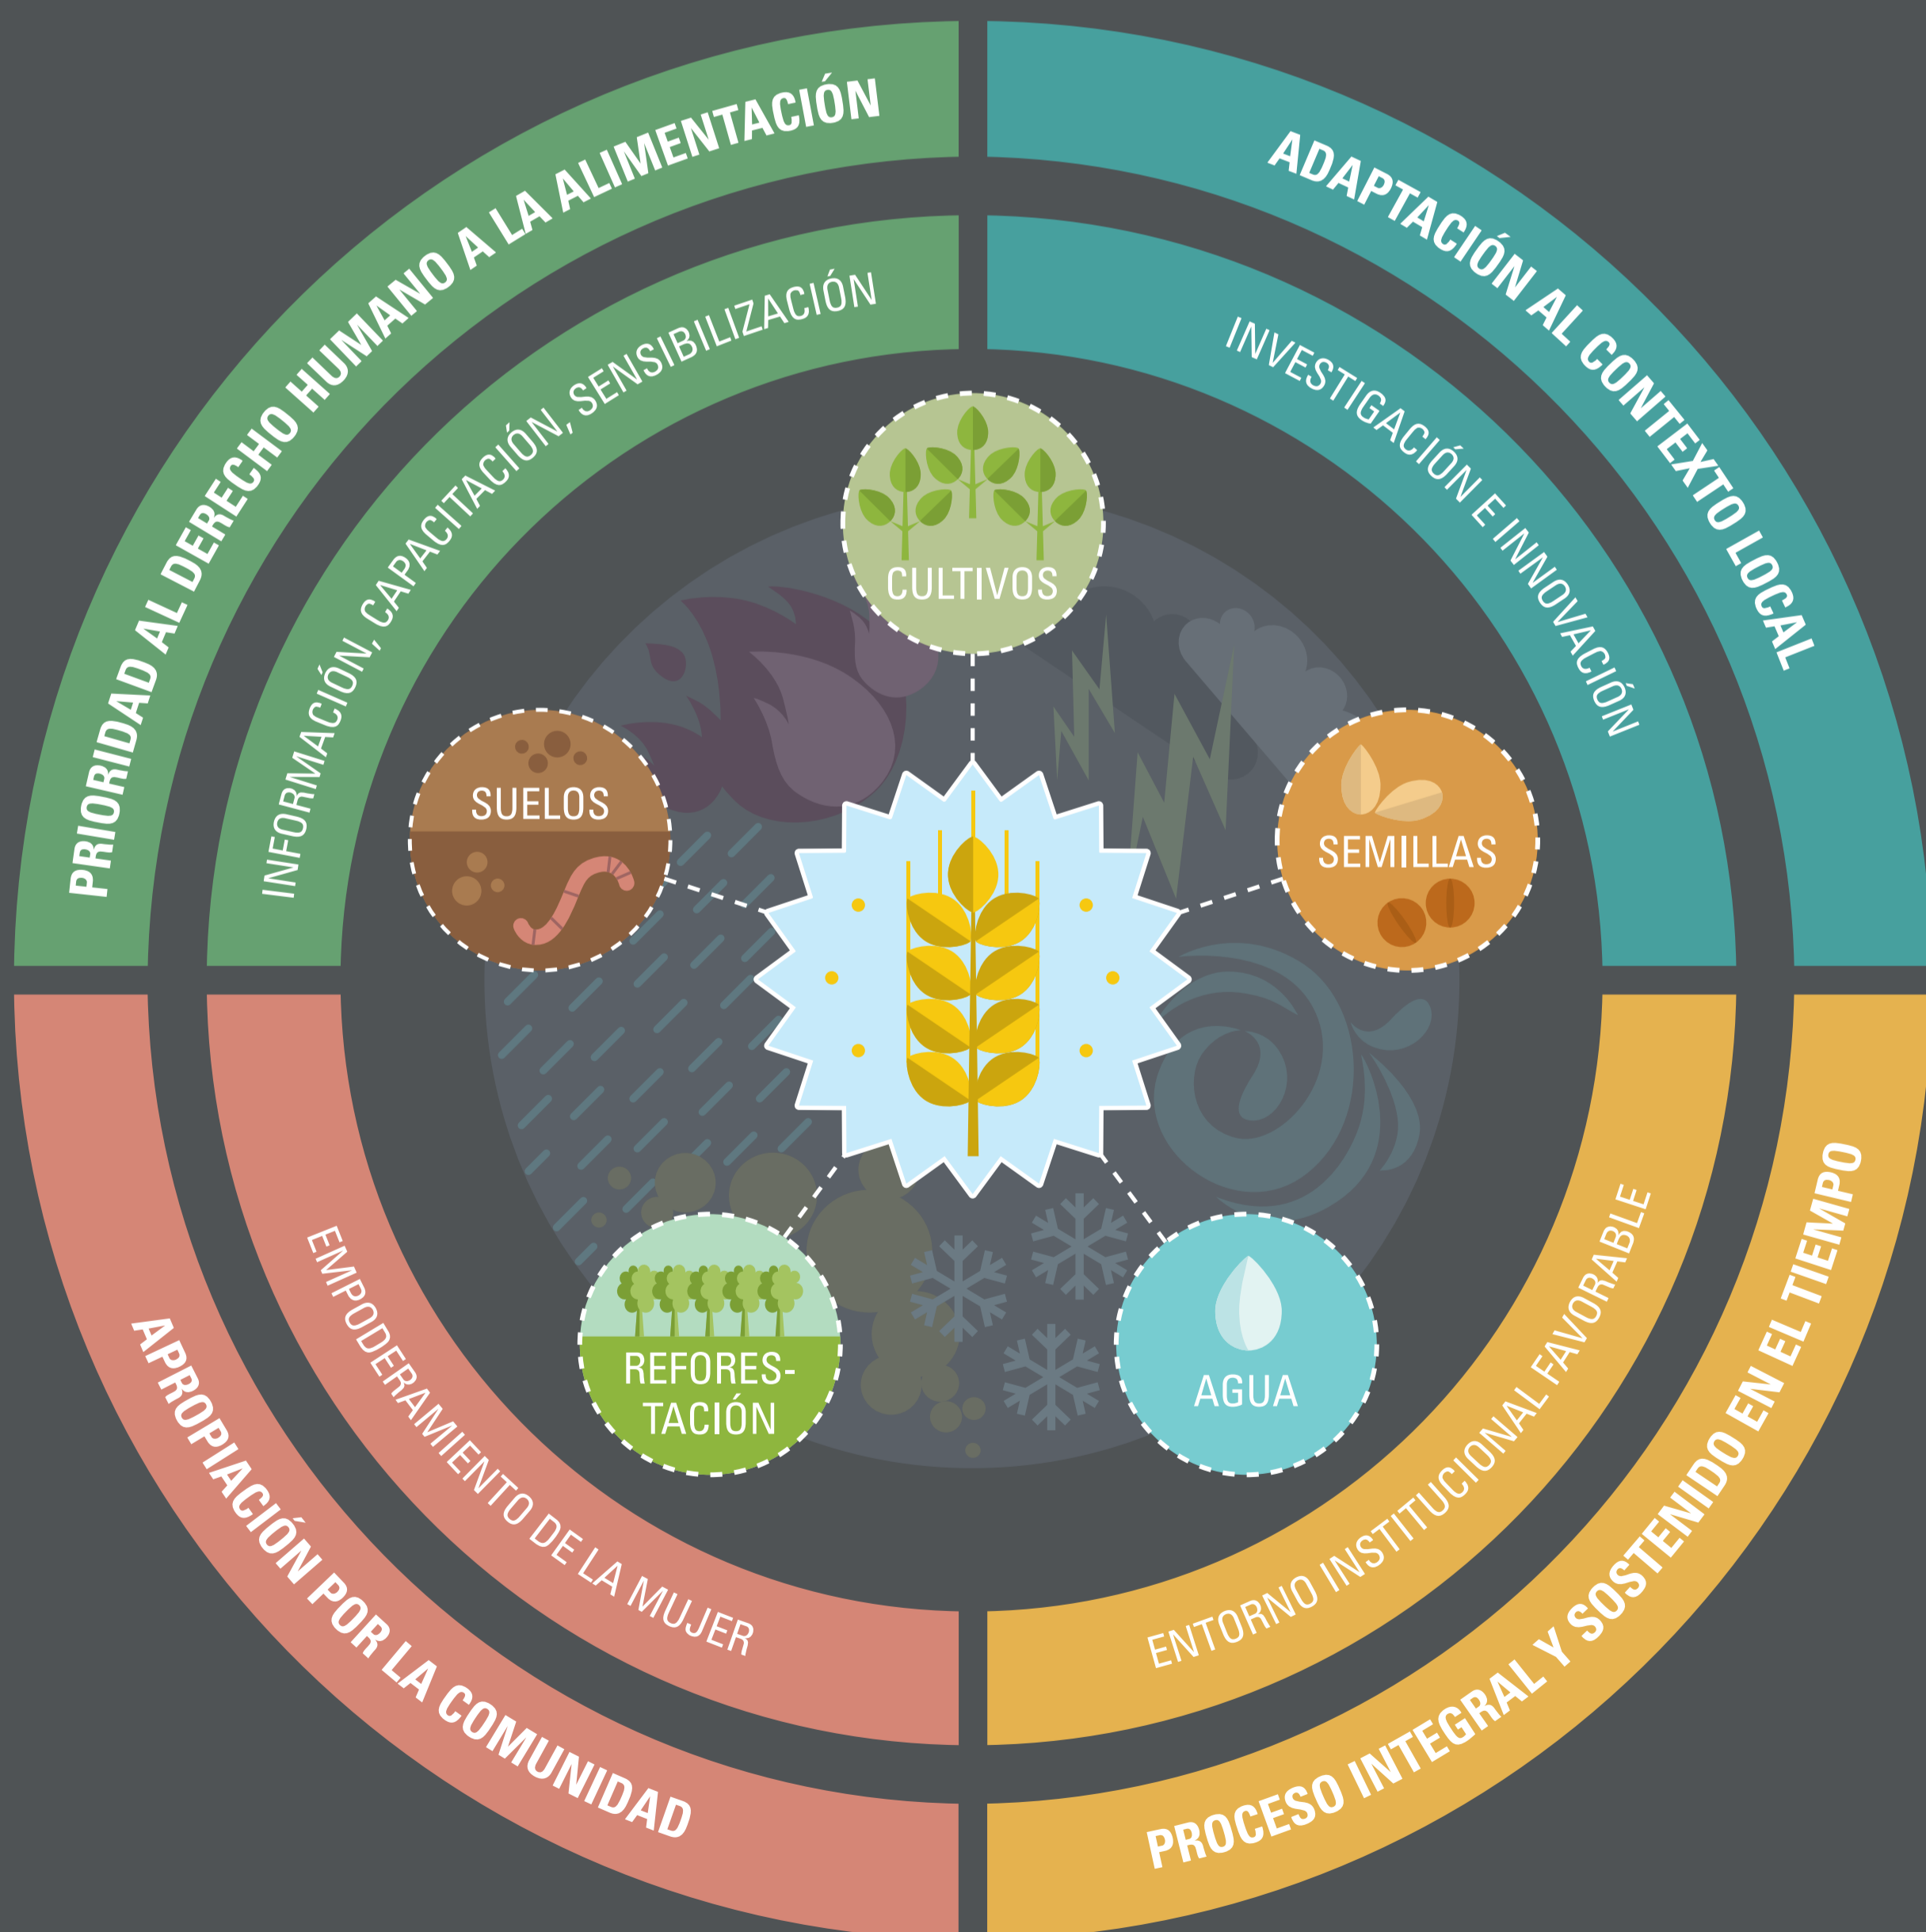 PRIORIDAD AL DERECHO HUMANO A LA ALIMENTACIÓN
ADAPTACIÓN AL CONTEXTO LOCAL
INFORMACIÓN, CAPACITACIÓN, SENSIBILIZACIÓN
INVESTIGACIÓN E INNOVACIÓN
CULTIVOS
SUELOS
SEMILLAS
REFORES-
TACIÓN
AGUA
EMPODERAMIENTO DE LA MUJER
ENTORNO INSTITUCIONAL FAVORABLE
APROPIACIÓN POR LA COMUNIDAD
PROCESO INTEGRAL Y SOSTENIDO EN EL TIEMPO